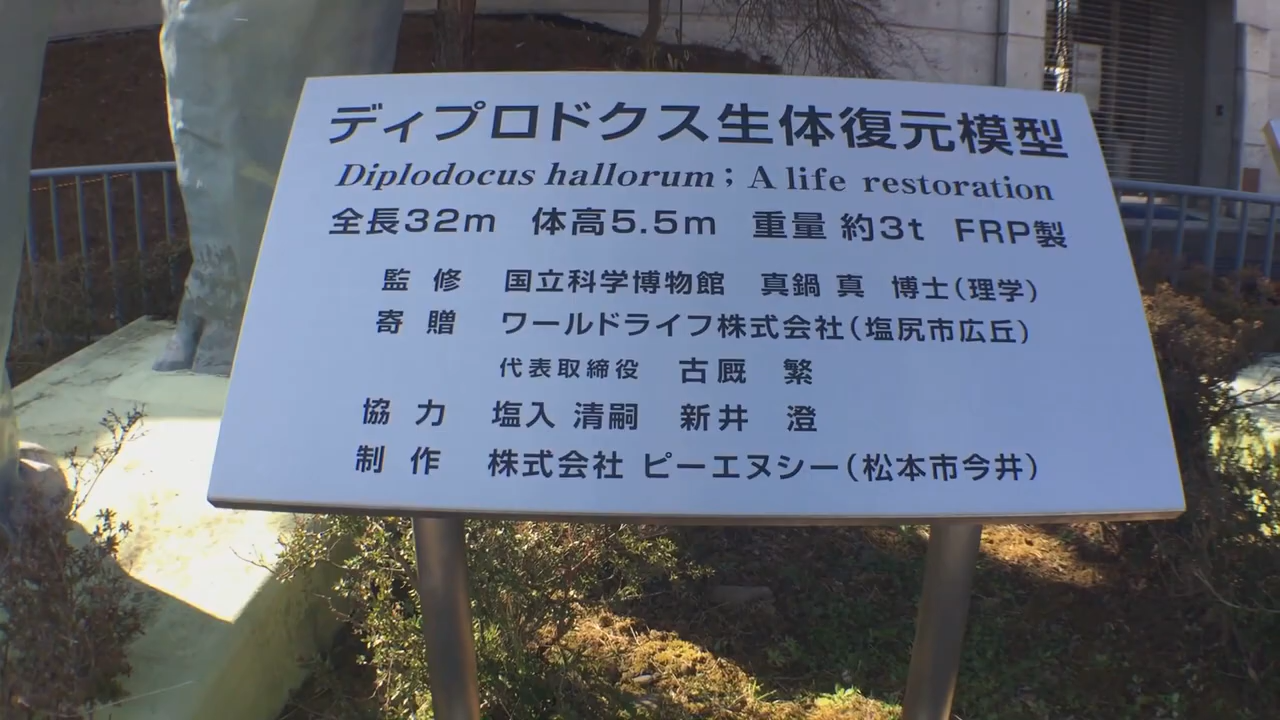 ディプロドクス生体復元模型
Diplodocus hallorum ; A life restoration
全長32m 体高5.5m 重量 約3t FRP製
監 修 国立科学博物館 真鍋 真 博士(理学)
寄 贈 ワールドライフ株式会社(塩尻市広丘)
代表取締役 古厩 繁
協 力 塩入 清嗣 新井 澄
制 作 株式会社 ピーエヌシー(松本市今井)